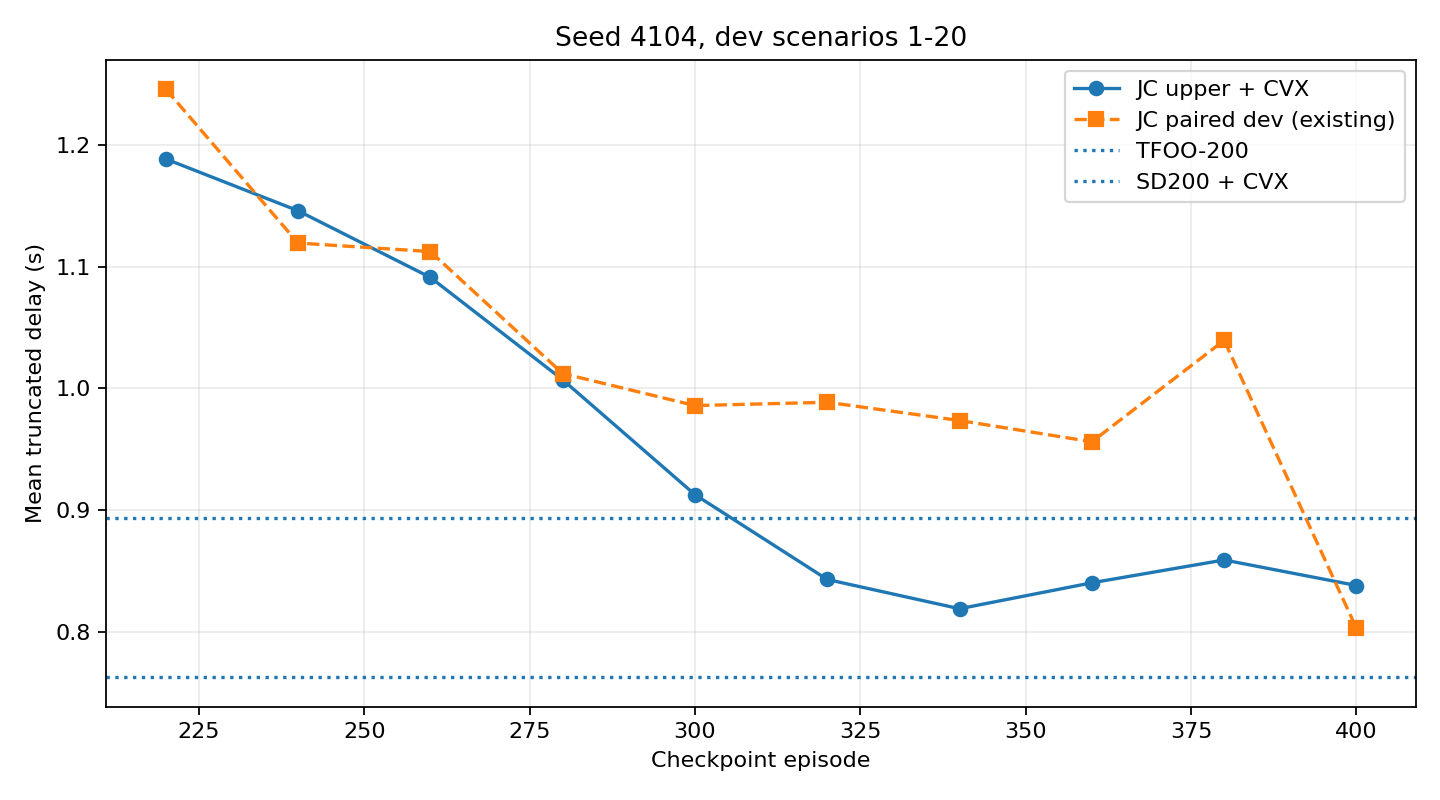 Seed 4104, dev scenarios 1-20
JC upper + CVX
JC paired dev (existing)
TFOO-200
SD200 + CVX
Mean truncated delay (s)
1.2
1.1
1.0
0.9
0.8
225 250 275 300 325 350 375 400
Checkpoint episode